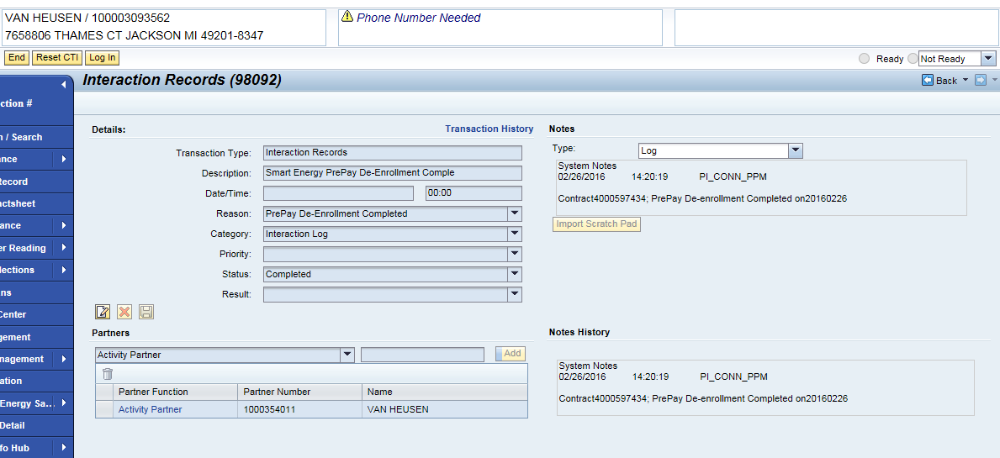 VAN HEUSEN / 100003093562
7658806 THAMES CT JACKSON MI 49201-8347
Phone Number Needed
End Reset CTI Log In
Ready Not Ready
Interaction Records (98092)
Back
ction #
n / Search
nce
Record
actsheet
ance
er Reading
lections
ns
Center
gement
nagement
ation
Energy Sa...
Detail
fo Hub
Details: Transaction History
Transaction Type: Interaction Records
Description: Smart Energy PrePay De-Enrollment Comple
Date/Time: 00:00
Reason: PrePay De-Enrollment Completed
Category: Interaction Log
Priority:
Status: Completed
Result:
Notes
Type: Log
System Notes
02/26/2016 14:20:19 PI_CONN_PPM
Contract4000597434; PrePay De-enrollment Completed on20160226
Import Scratch Pad
Partners
Activity Partner Add
Partner Function Partner Number Name
Activity Partner 1000354011 VAN HEUSEN
Notes History
System Notes
02/26/2016 14:20:19 PI_CONN_PPM
Contract4000597434; PrePay De-enrollment Completed on20160226